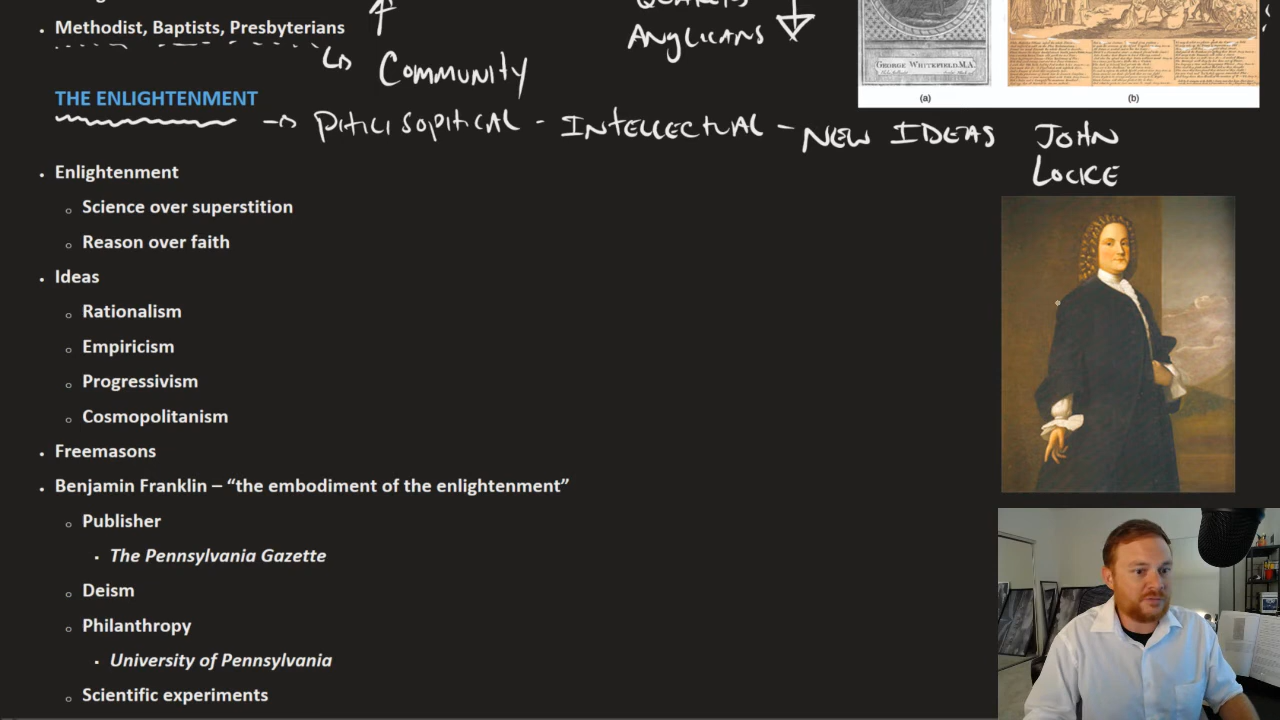 Methodist, Baptists, Presbyterians
ANGLICANS
COMMUNITY
GEORGE WHITEFIELD, M.A.
(a)
(b)
THE ENLIGHTENMENT
PHILISOPHICAL - INTELLECTUAL - NEW IDEAS
JOHN
LOCKE
Enlightenment
Science over superstition
Reason over faith
Ideas
Rationalism
Empiricism
Progressivism
Cosmopolitanism
Freemasons
Benjamin Franklin – “the embodiment of the enlightenment”
Publisher
The Pennsylvania Gazette
Deism
Philanthropy
University of Pennsylvania
Scientific experiments